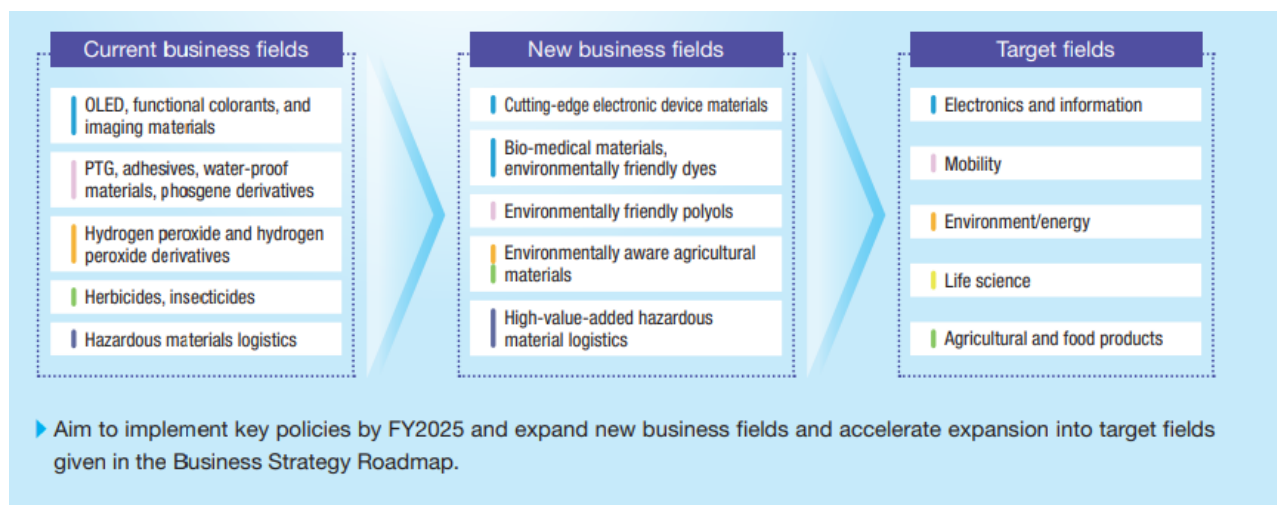 Current business fields
OLED, functional colorants, and
imaging materials
PTG, adhesives, water-proof
materials, phosgene derivatives
Hydrogen peroxide and hydrogen
peroxide derivatives
Herbicides, insecticides
Hazardous materials logistics
New business fields
Cutting-edge electronic device materials
Bio-medical materials,
environmentally friendly dyes
Environmentally friendly polyols
Environmentally aware agricultural
materials
High-value-added hazardous
material logistics
Target fields
Electronics and information
Mobility
Environment/energy
Life science
Agricultural and food products
Aim to implement key policies by FY2025 and expand new business fields and accelerate expansion into target fields
given in the Business Strategy Roadmap.